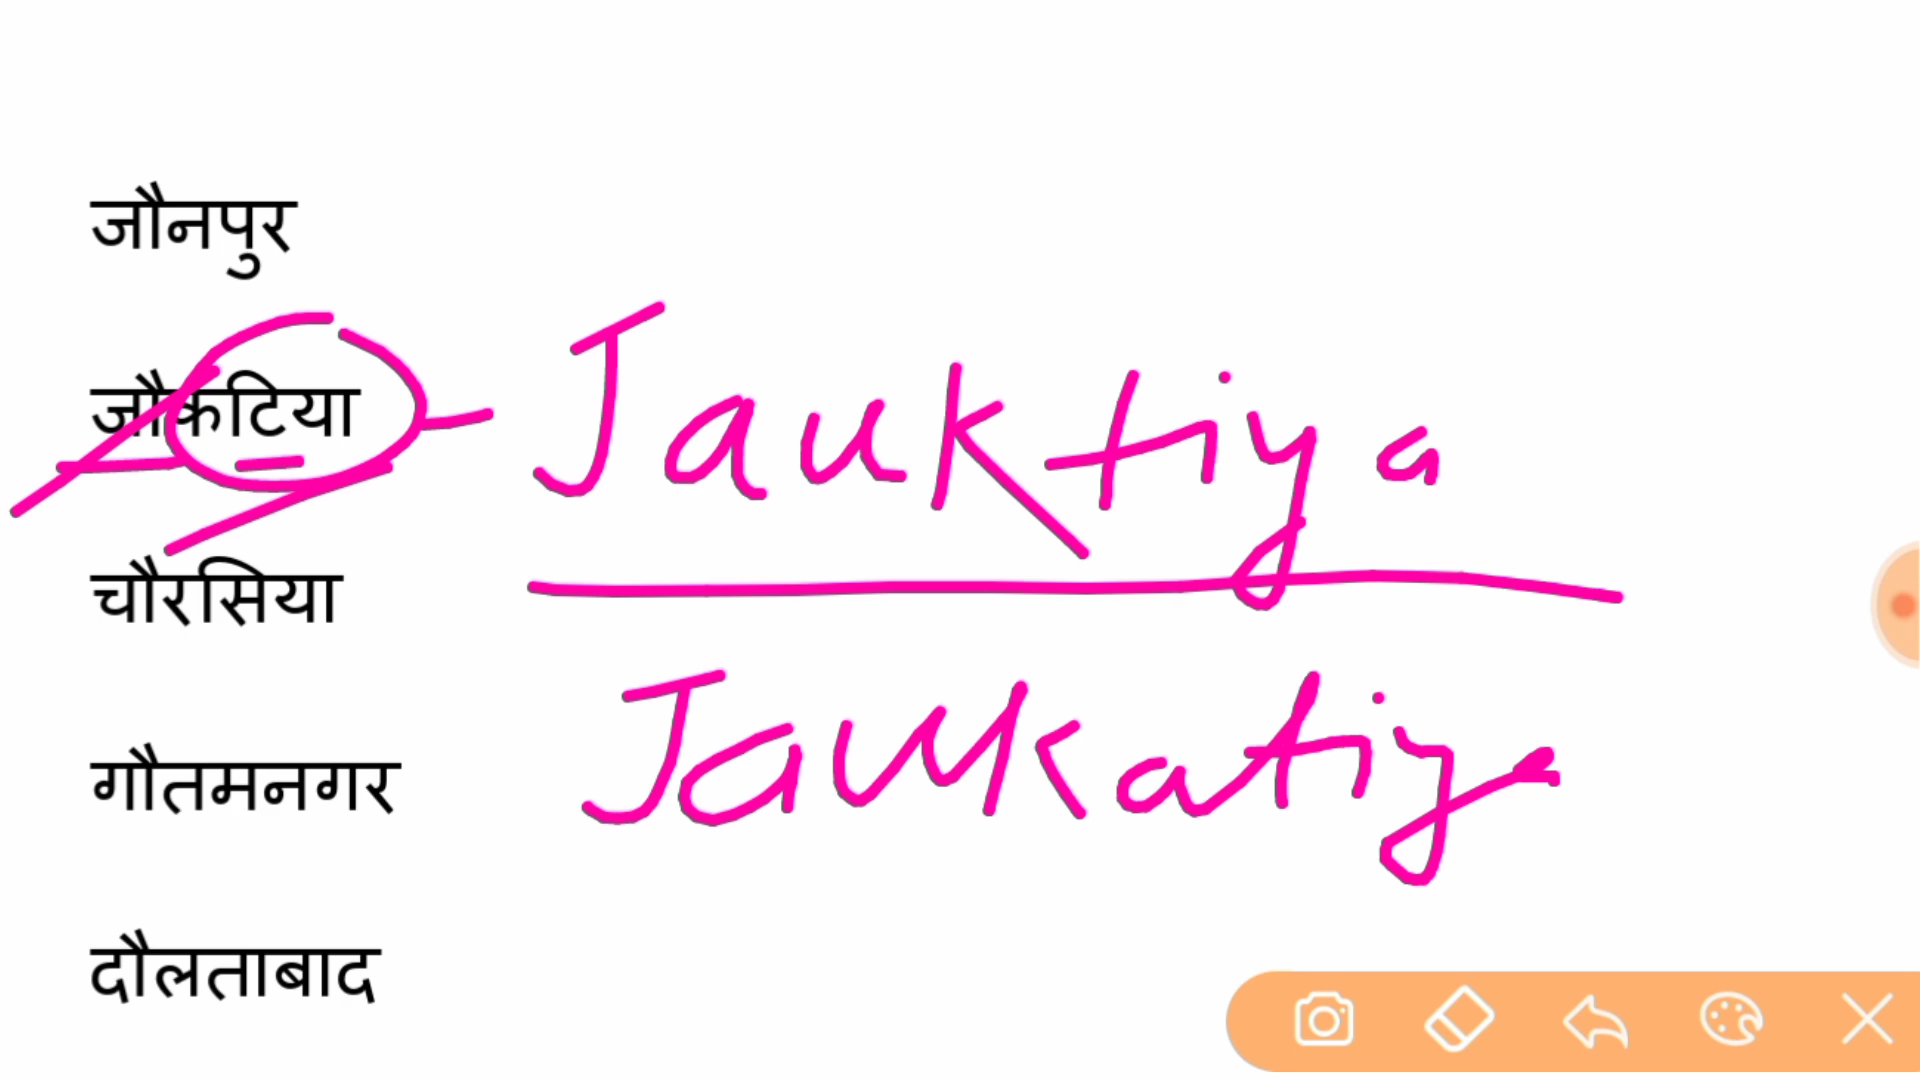 जौनपुर
जौकटिया - Jauktiya
चौरसिया
Jaukatiya
गौतमनगर
दौलताबाद